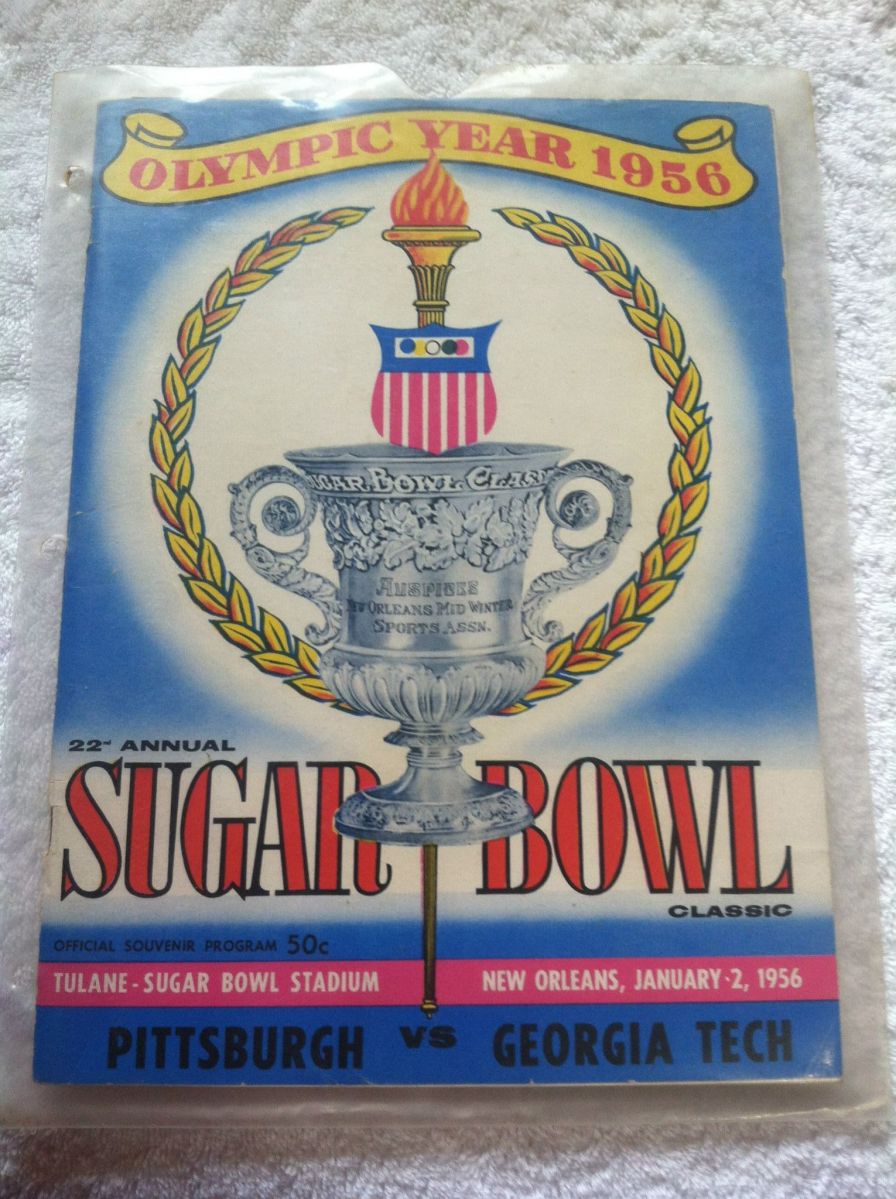 OLYMPIC YEAR 1956
SUGAR BOWL CLASSIC
AUSPICES
NEW ORLEANS MID WINTER
SPORTS ASSN.
22nd ANNUAL
SUGAR BOWL
CLASSIC
OFFICIAL SOUVENIR PROGRAM 50c
TULANE-SUGAR BOWL STADIUM NEW ORLEANS, JANUARY 2, 1956
PITTSBURGH VS GEORGIA TECH